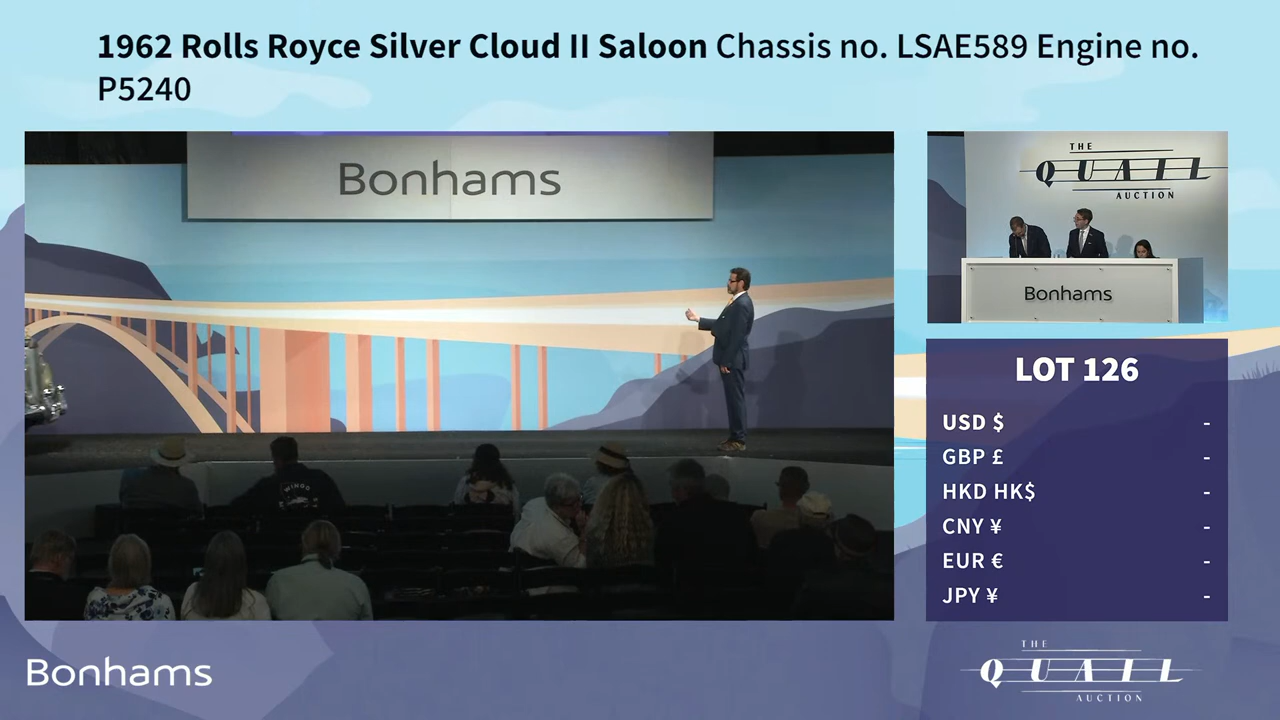 1962 Rolls Royce Silver Cloud II Saloon Chassis no. LSAE589 Engine no.
P5240
Bonhams
THE
QUAIL
AUCTION
Bonhams
WINGO
LOT 126
USD $ -
GBP £ -
HKD HK$ -
CNY ¥ -
EUR € -
JPY ¥ -
Bonhams
THE
QUAIL
AUCTION